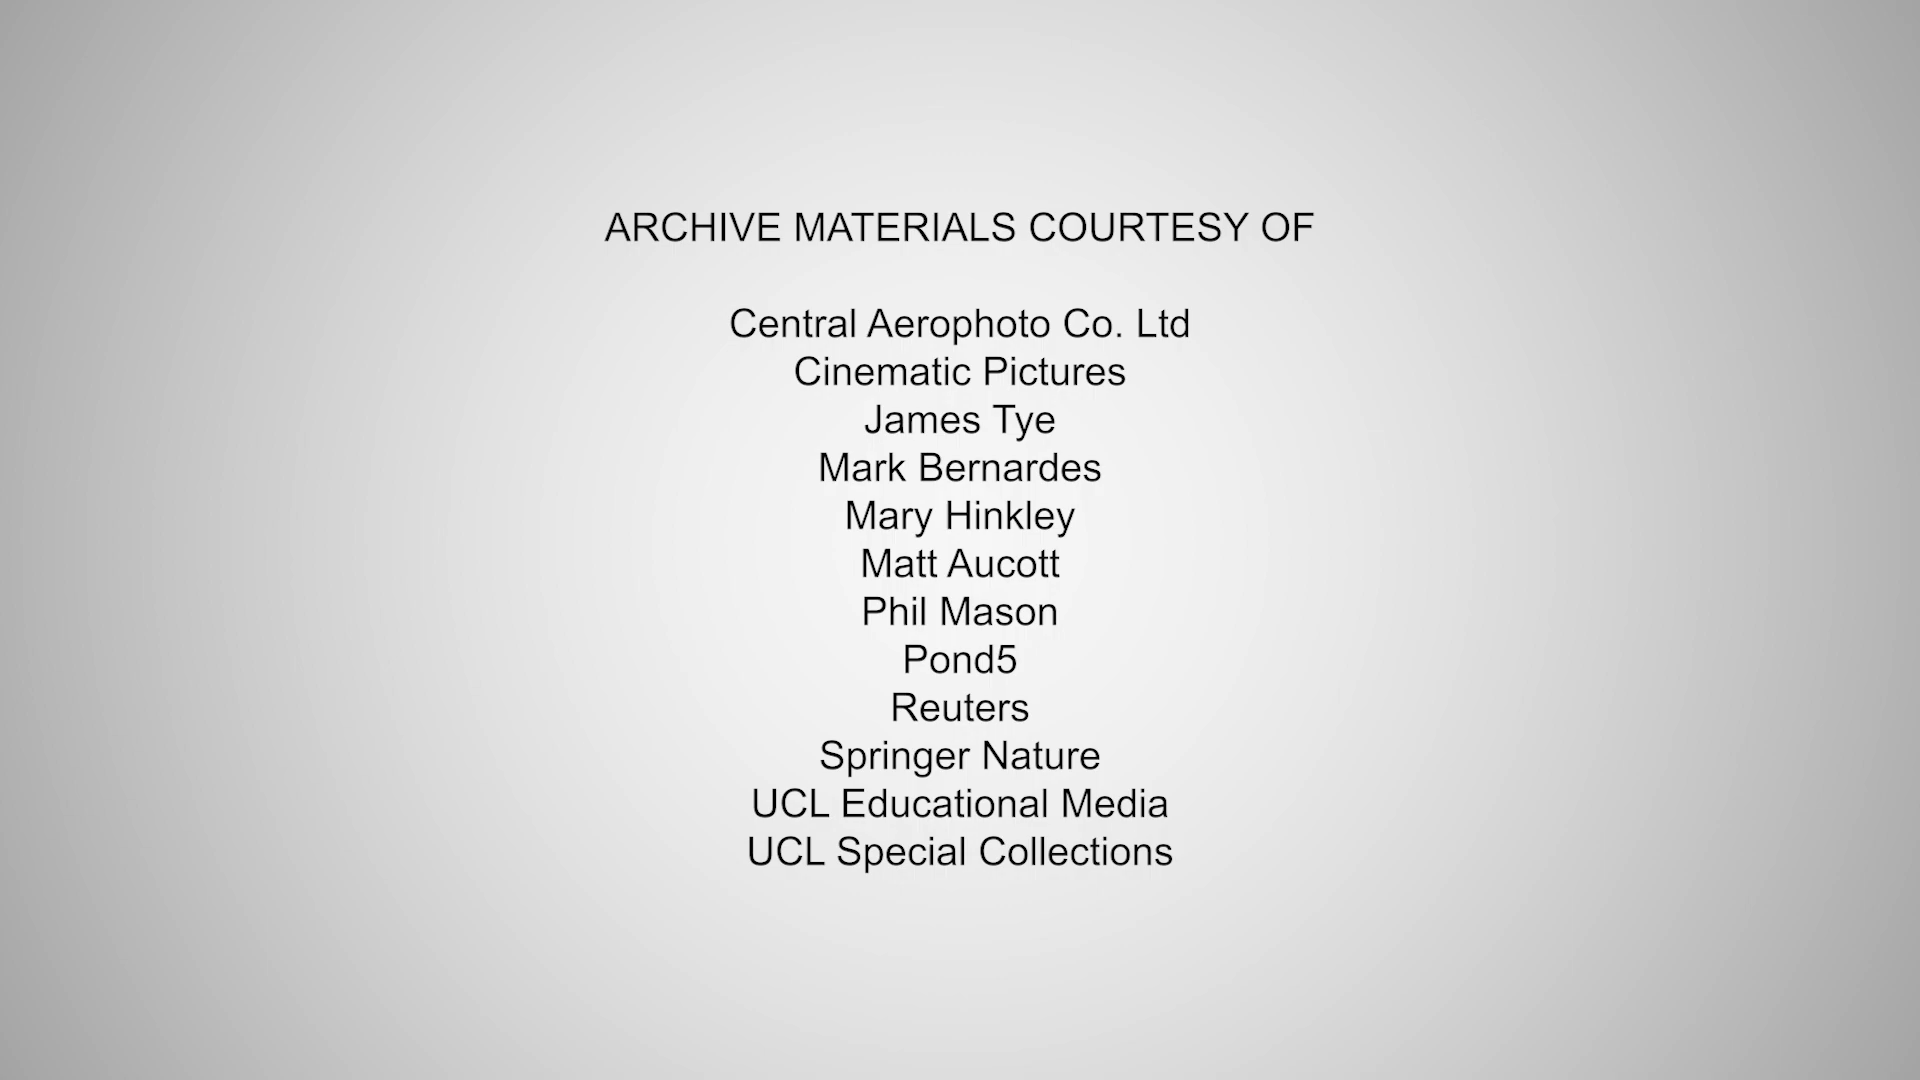 ARCHIVE MATERIALS COURTESY OF
Central Aerophoto Co. Ltd
Cinematic Pictures
James Tye
Mark Bernardes
Mary Hinkley
Matt Aucott
Phil Mason
Pond5
Reuters
Springer Nature
UCL Educational Media
UCL Special Collections